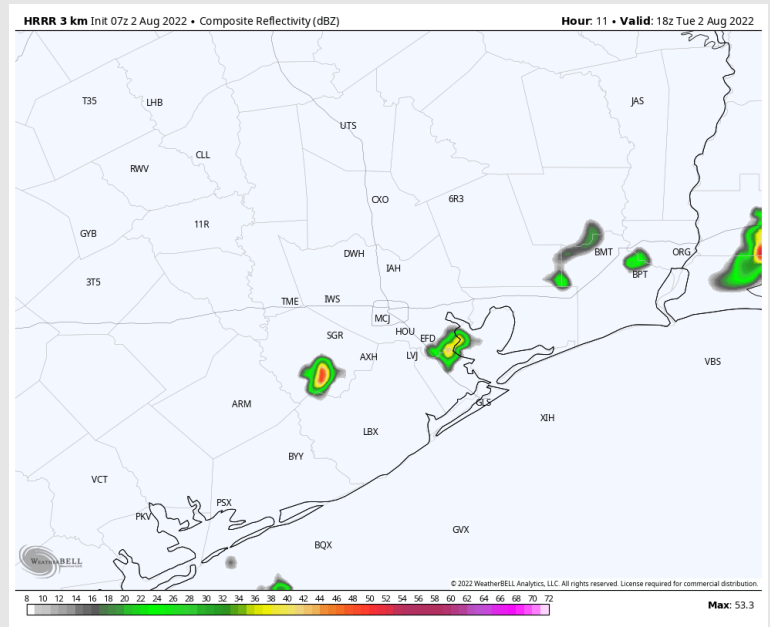 HRRR 3 km Init 07z 2 Aug 2022 • Composite Reflectivity (dBZ)
Hour: 11 • Valid: 18z Tue 2 Aug 2022
T35
LHB
JAS
UTS
CLL
RWV
CXO
6R3
11R
GYB
DWH
BMT
ORG
IAH
BPT
3T5
TME
IWS
MCJ
SGR
HOU
EFD
AXH
LVJ
VBS
ARM
GLS
XIH
LBX
BYY
VCT
PSX
PKV
GVX
BQX
WEATHERBELL
© 2022 WeatherBELL Analytics, LLC. All rights reserved. License required for commercial distribution.
8 10 12 14 16 18 20 22 24 26 28 30 32 34 36 38 40 42 44 46 48 50 52 54 56 58 60 62 64 66 68 70 72
Max: 53.3